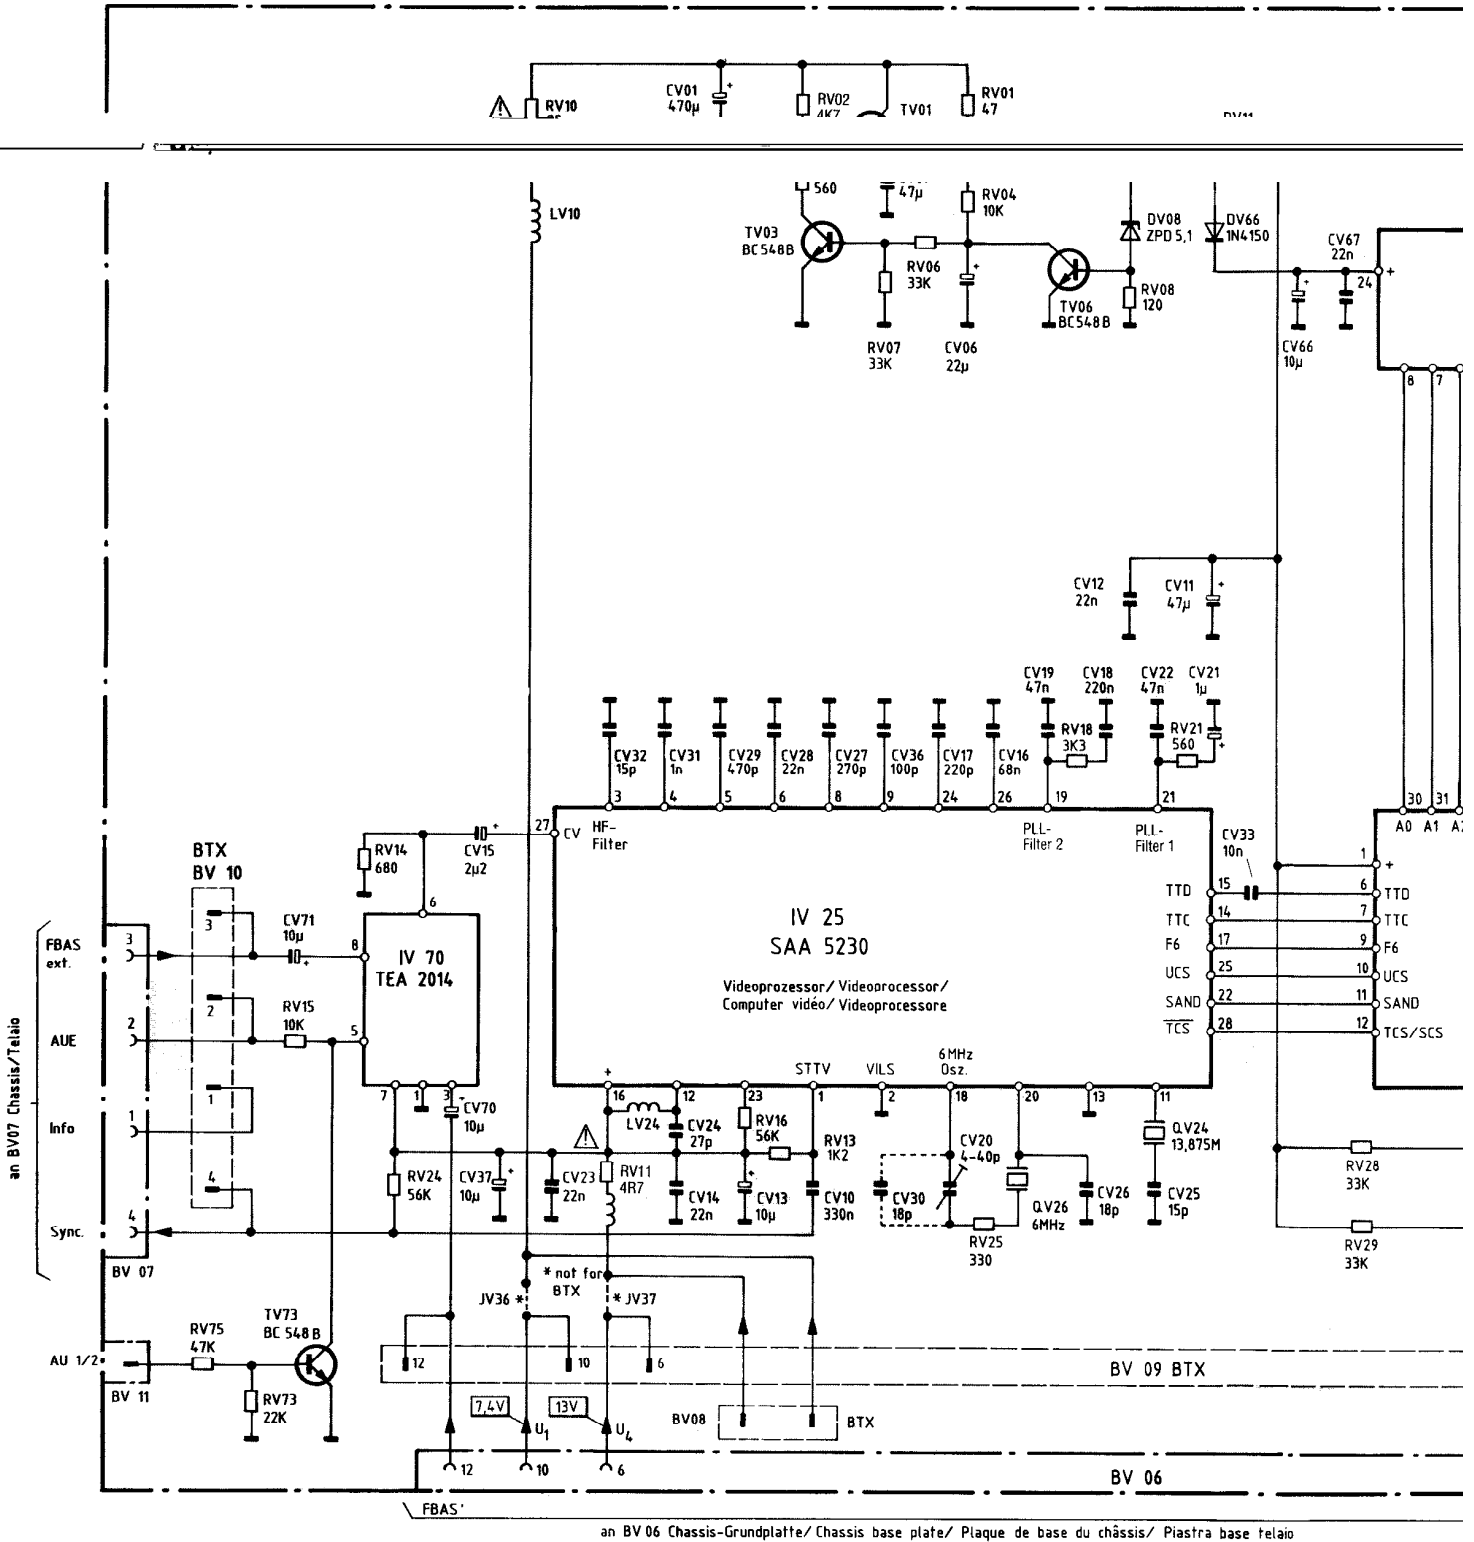 CV01
470µ
+
RV02
RV01
47
RV10
TV01
LV10
560
47µ
RV04
10K
TV03
BC548B
RV06
33K
+
DV08
ZPD 5,1
DV66
1N4150
CV67
22n
24
+
RV08
120
TV06
BC548B
+
RV07
33K
CV06
22µ
CV66
10µ
8
7
CV12
22n
CV11
47µ
+
CV19
47n
CV18
220n
CV22
47n
CV21
1µ
RV18
3K3
RV21
560
+
CV32
15p
CV31
1n
CV29
470p
CV28
22n
CV27
270p
CV36
100p
CV17
220p
CV16
68n
3
4
5
6
8
9
24
26
19
21
30
31
A0
A1
27
CV
HF-
Filter
PLL-
Filter 2
PLL-
Filter 1
CV33
10n
RV14
680
CV15
2µ2
+
BTX
BV 10
1
+
15
TTD
6
TTD
14
TTC
7
TTC
17
F6
9
F6
25
UCS
10
UCS
22
SAND
11
SAND
28
TCS
12
TCS/SCS
6
IV 25
SAA 5230
Videoprozessor/ Videoprocessor/
Computer vidéo/ Videoprocessore
3
CV71
10µ
+
8
IV 70
TEA 2014
FBAS
ext.
3
2
RV15
10K
5
AUE
2
STTV
VILS
6MHz
Osz.
+
16
12
23
1
2
18
20
13
11
7
1
3
+
CV70
10µ
1
Info
1
LV24
CV24
27p
RV16
56K
RV13
1K2
CV20
4-40p
QV24
13,875M
4
RV24
56K
CV37
10µ
+
CV23
22n
RV11
4R7
CV14
22n
+
CV13
10µ
CV10
330n
CV30
18p
QV26
6MHz
CV26
18p
CV25
15p
RV25
330
RV28
33K
RV29
33K
Sync.
4
BV 07
an BV07 Chassis/Telaio
* not for
BTX
JV36 *
* JV37
TV73
BC 548 B
RV75
47K
AU 1/2
BV 11
RV73
22K
12
10
6
BV 09 BTX
7,4V
U1
13V
U4
BV08
BTX
12
10
6
BV 06
FBAS'
an BV 06 Chassis-Grundplatte/ Chassis base plate/ Plaque de base du châssis/ Piastra base telaio